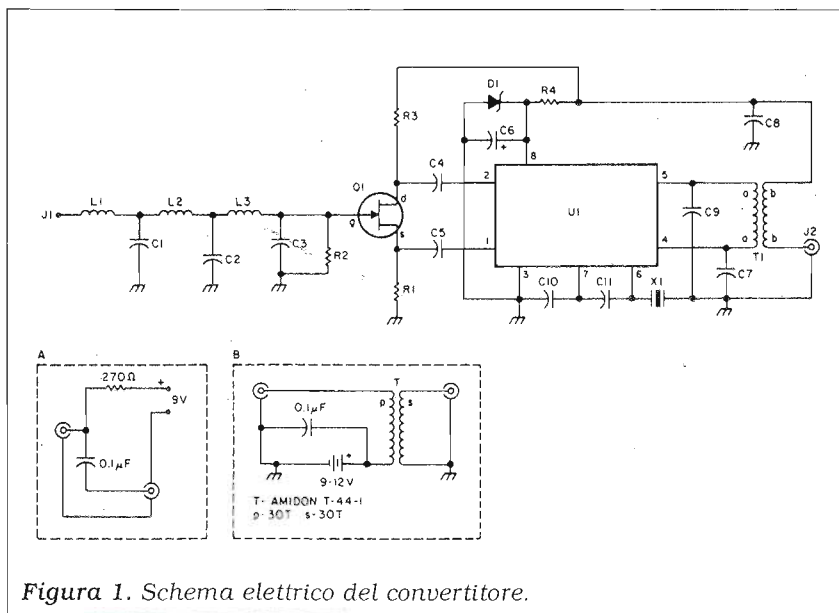 D1
R4
R3
C6
+
C8
8
C4
2
5
L1
L2
L3
Q1
d
g
s
J1
U1
a
b
C9
J2
C1
C3
R2
C5
1
4
a
b
T1
C2
R1
3
C10
7
C11
6
X1
C7
A
270Ω
+
9V
0.1μF
B
T
p
s
0.1μF
+
9-12V
T- AMIDON T-44-1
p-30T s-30T
Figura 1. Schema elettrico del convertitore.